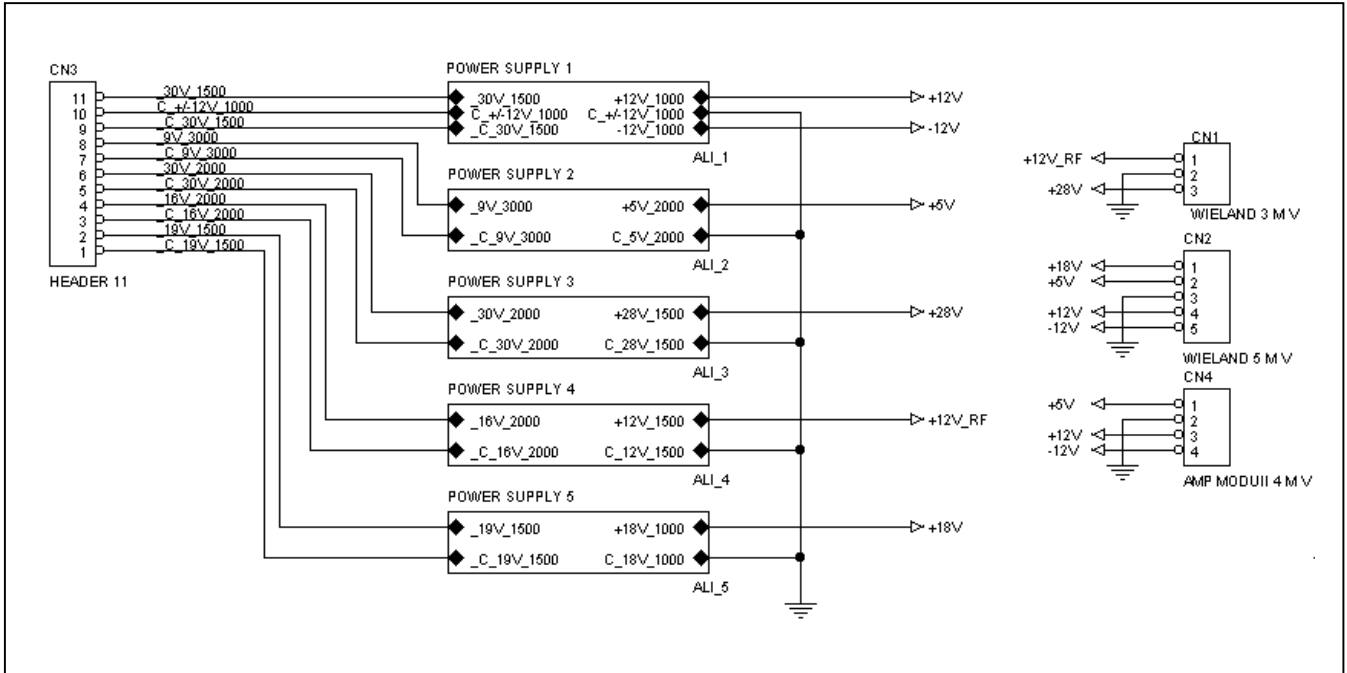 CN3
11
10
9
8
7
6
5
4
3
2
1
HEADER 11
_30V_1500
C_+/-12V_1000
_C_30V_1500
_9V_3000
_C_9V_3000
_30V_2000
_C_30V_2000
_16V_2000
_C_16V_2000
_19V_1500
_C_19V_1500
POWER SUPPLY 1
_30V_1500 +12V_1000
C_+/-12V_1000 C_+/-12V_1000
_C_30V_1500 -12V_1000
ALI_1
+12V
-12V
POWER SUPPLY 2
_9V_3000 +5V_2000
_C_9V_3000 C_5V_2000
ALI_2
+5V
POWER SUPPLY 3
_30V_2000 +28V_1500
_C_30V_2000 C_28V_1500
ALI_3
+28V
POWER SUPPLY 4
_16V_2000 +12V_1500
_C_16V_2000 C_12V_1500
ALI_4
+12V_RF
POWER SUPPLY 5
_19V_1500 +18V_1000
_C_19V_1500 C_18V_1000
ALI_5
+18V
CN1
+12V_RF 1
2
+28V 3
WIELAND 3 M V
CN2
+18V 1
+5V 2
3
+12V 4
-12V 5
WIELAND 5 M V
CN4
+5V 1
2
+12V 3
-12V 4
AMP MODUII 4 M V